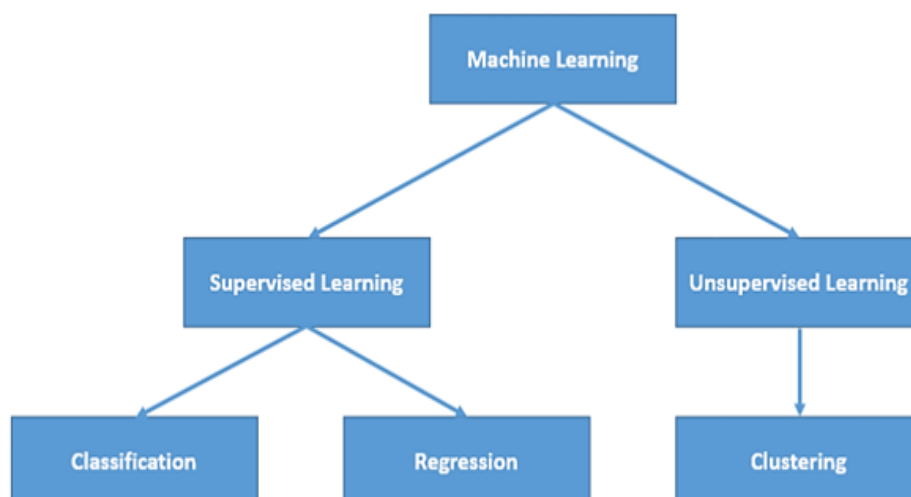 Machine Learning
Supervised Learning
Unsupervised Learning
Classification
Regression
Clustering